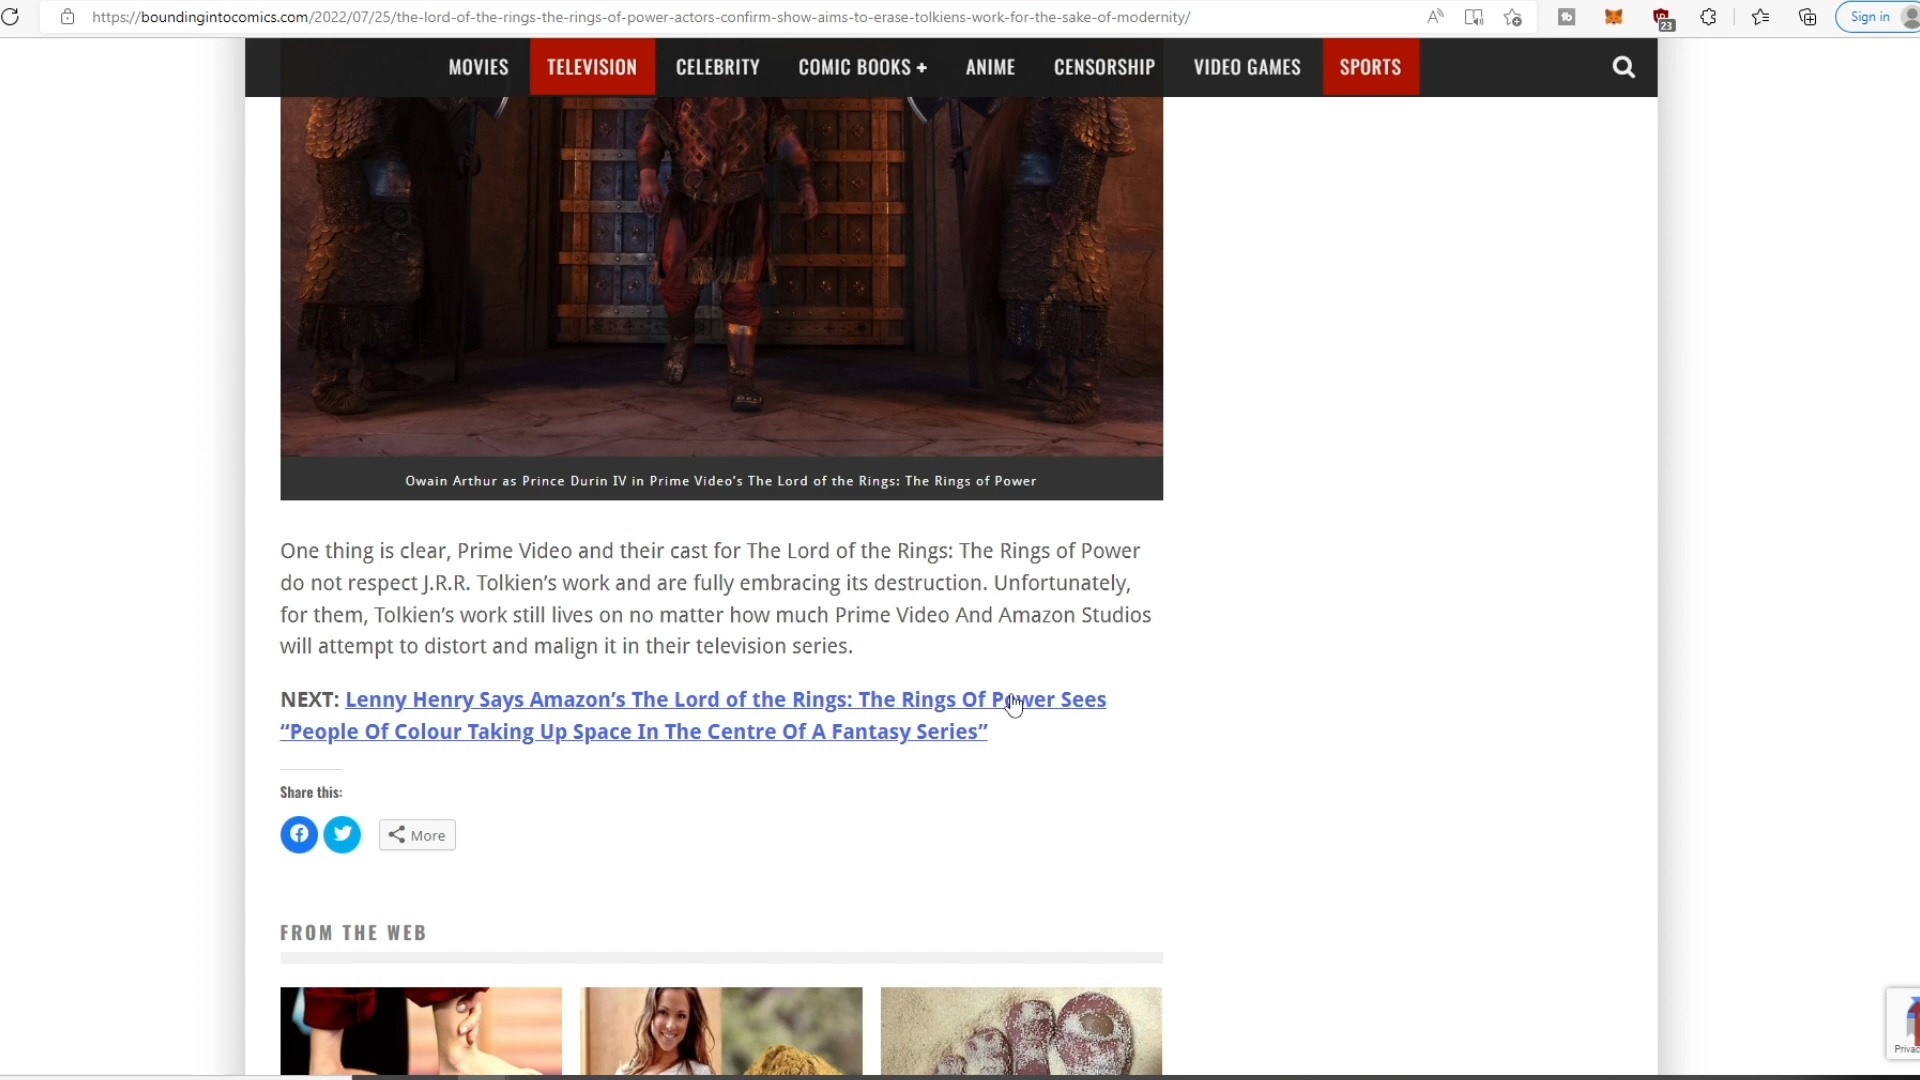 https://boundingintocomics.com/2022/07/25/the-lord-of-the-rings-the-rings-of-power-actors-confirm-show-aims-to-erase-tolkiens-work-for-the-sake-of-modernity/
23
Sign in
MOVIES TELEVISION CELEBRITY COMIC BOOKS + ANIME CENSORSHIP VIDEO GAMES SPORTS
Owain Arthur as Prince Durin IV in Prime Video's The Lord of the Rings: The Rings of Power
One thing is clear, Prime Video and their cast for The Lord of the Rings: The Rings of Power
do not respect J.R.R. Tolkien's work and are fully embracing its destruction. Unfortunately,
for them, Tolkien's work still lives on no matter how much Prime Video And Amazon Studios
will attempt to distort and malign it in their television series.
NEXT: Lenny Henry Says Amazon's The Lord of the Rings: The Rings Of Power Sees
“People Of Colour Taking Up Space In The Centre Of A Fantasy Series”
Share this:
More
FROM THE WEB
Privac